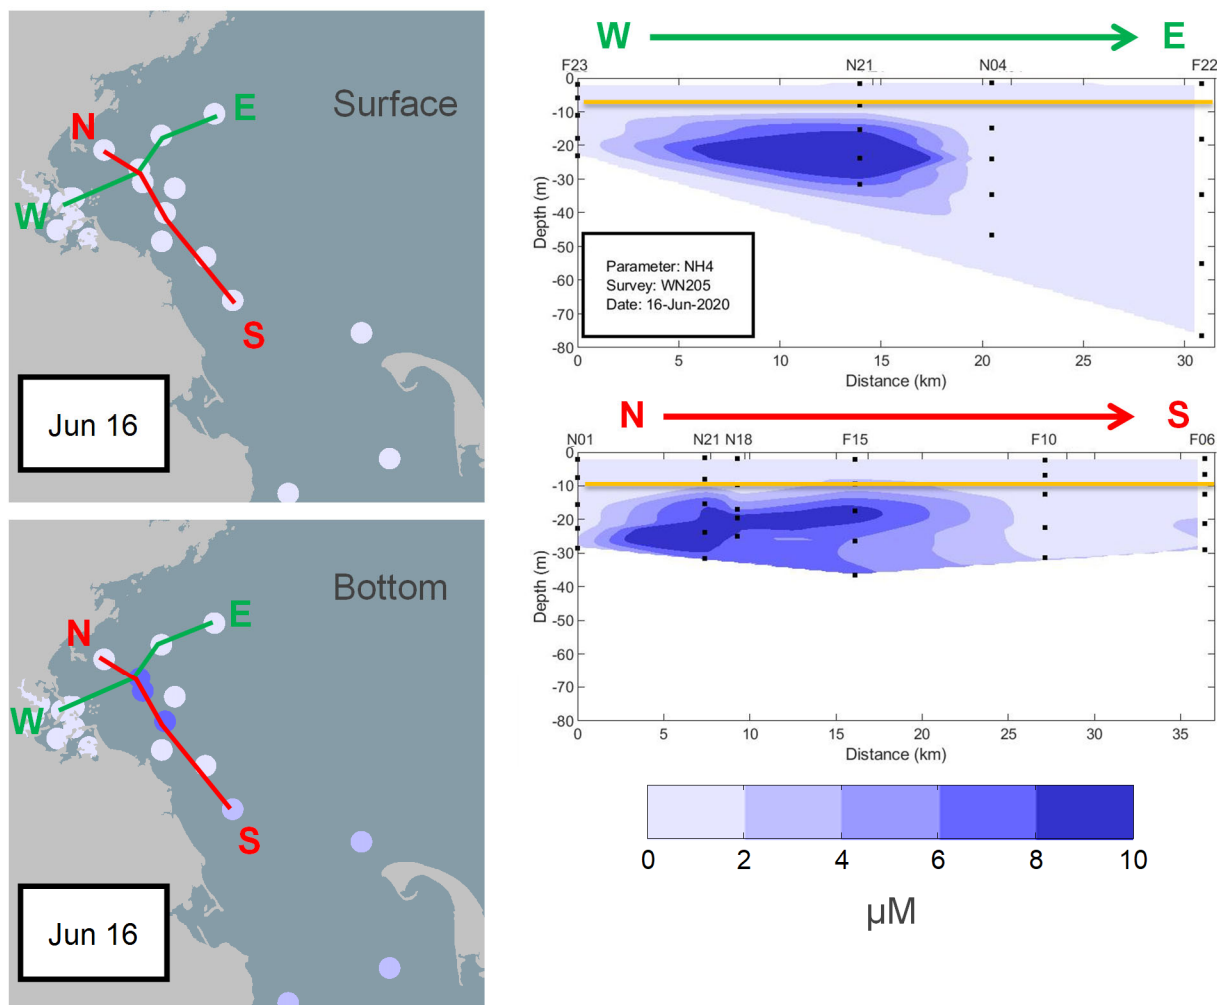 Surface
N
E
W
S
Jun 16
Bottom
N
E
W
S
Jun 16
W E
F23 N21 N04 F22
0
-10
-20
-30
-40
-50
-60
-70
-80
Depth (m)
Parameter: NH4
Survey: WN205
Date: 16-Jun-2020
0 5 10 15 20 25 30
Distance (km)
N S
N01 N21 N18 F15 F10 F06
0
-10
-20
-30
-40
-50
-60
-70
-80
Depth (m)
0 5 10 15 20 25 30 35
Distance (km)
0 2 4 6 8 10
µM